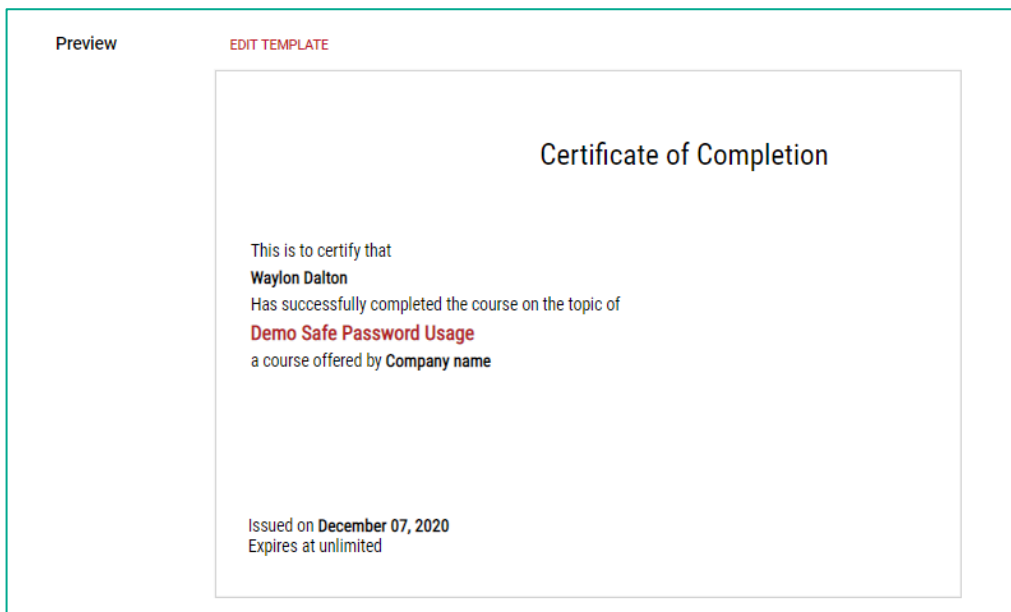 Preview
EDIT TEMPLATE
Certificate of Completion
This is to certify that
Waylon Dalton
Has successfully completed the course on the topic of
Demo Safe Password Usage
a course offered by Company name
Issued on December 07, 2020
Expires at unlimited